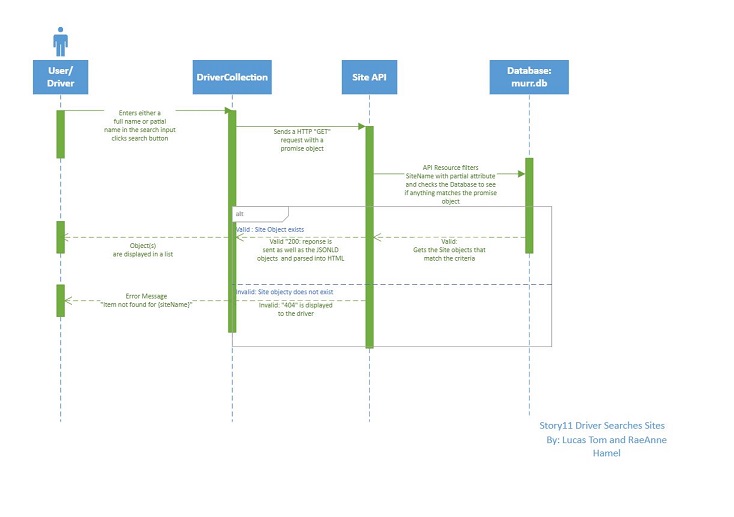 User/
Driver
DriverCollection
Site API
Database:
murr.db
Enters either a
full name or patial
name in the search input
clicks search button
Sends a HTTP "GET"
request wiith a
promise object
API Resource filters
SiteName with partial attribute
and checks the Database to see
if anything matches the promise
object
alt
Valid : Site Object exists
Object(s)
are displayed in a list
Valid "200: reponse is
sent as well as the JSONLD
objects  and parsed into HTML
Valid:
Gets the Site objects that
match the criteria
Invalid: Site objecty does not exist
Error Message
"Item not found for {siteName}"
Invalid: "404" is displayed
to the driver
Story11 Driver Searches Sites
By: Lucas Tom and RaeAnne
Hamel